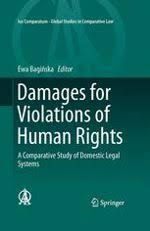 Ius Comparatum - Global Studies in Comparative Law
Ewa Bagińska Editor
Damages for
Violations of
Human Rights
A Comparative Study of Domestic Legal
Systems
Springer